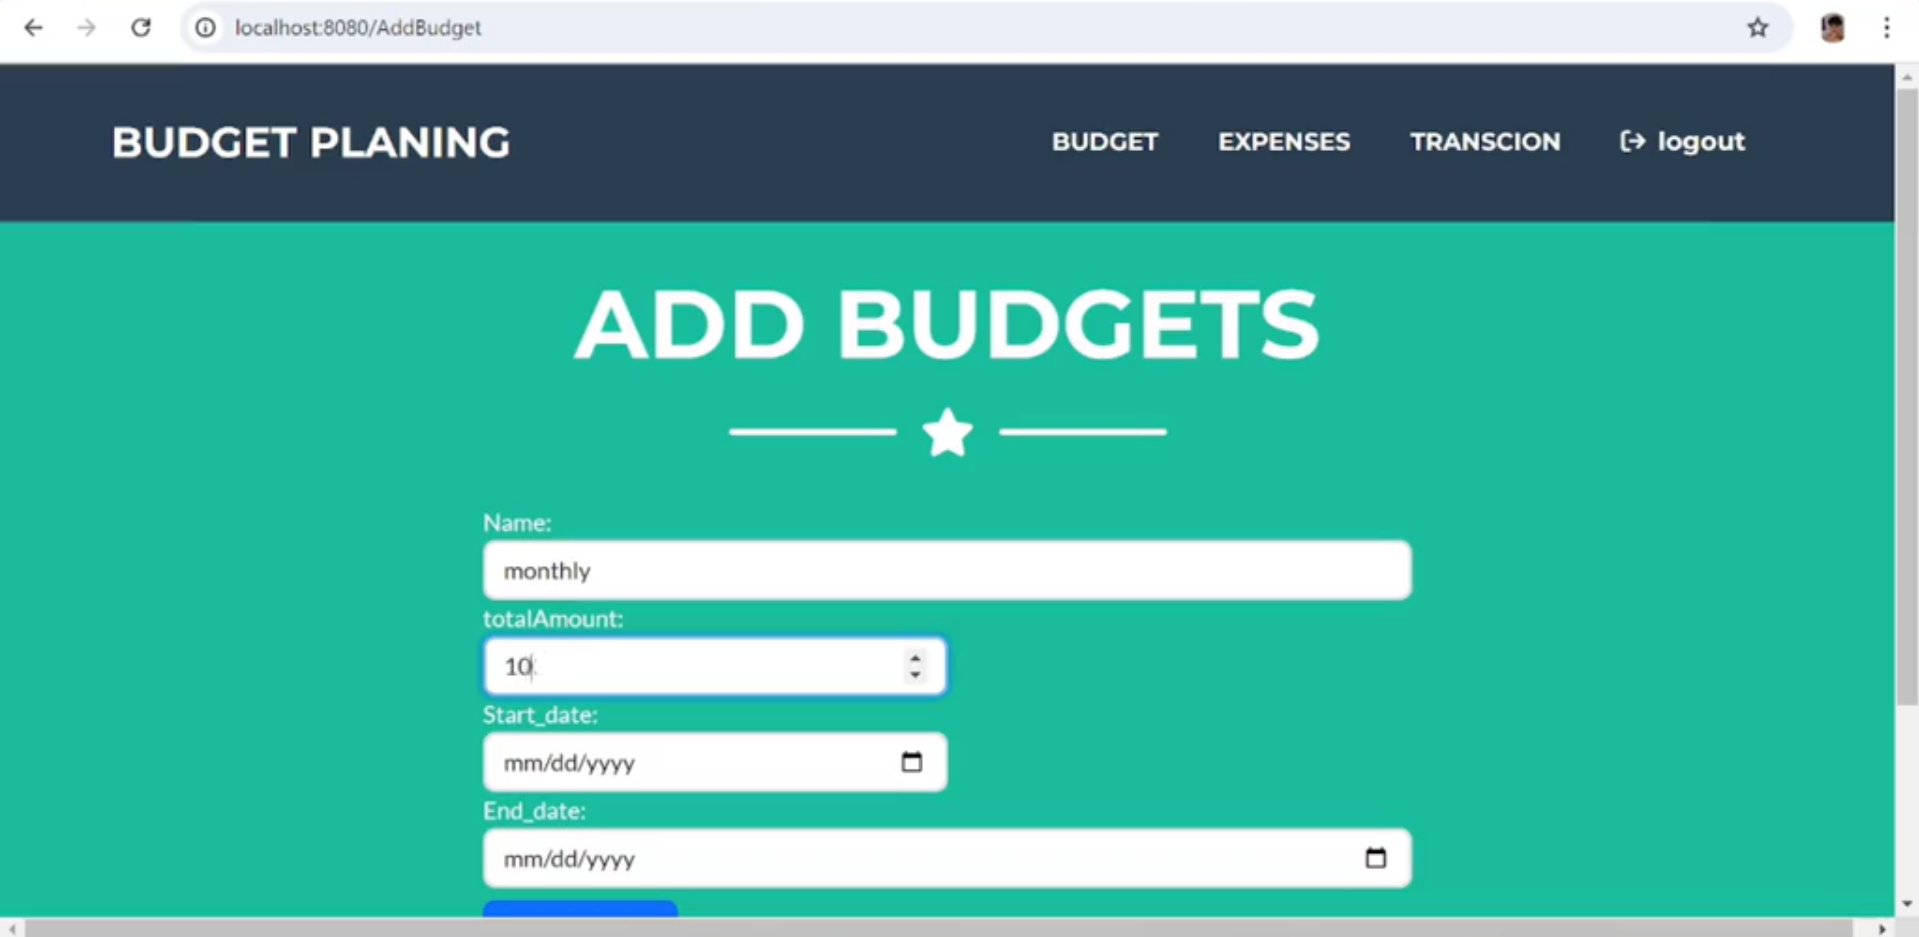 localhost:8080/AddBudget
BUDGET PLANING
BUDGET EXPENSES TRANSCION logout
ADD BUDGETS
Name:
monthly
totalAmount:
10
Start_date:
mm/dd/yyyy
End_date:
mm/dd/yyyy